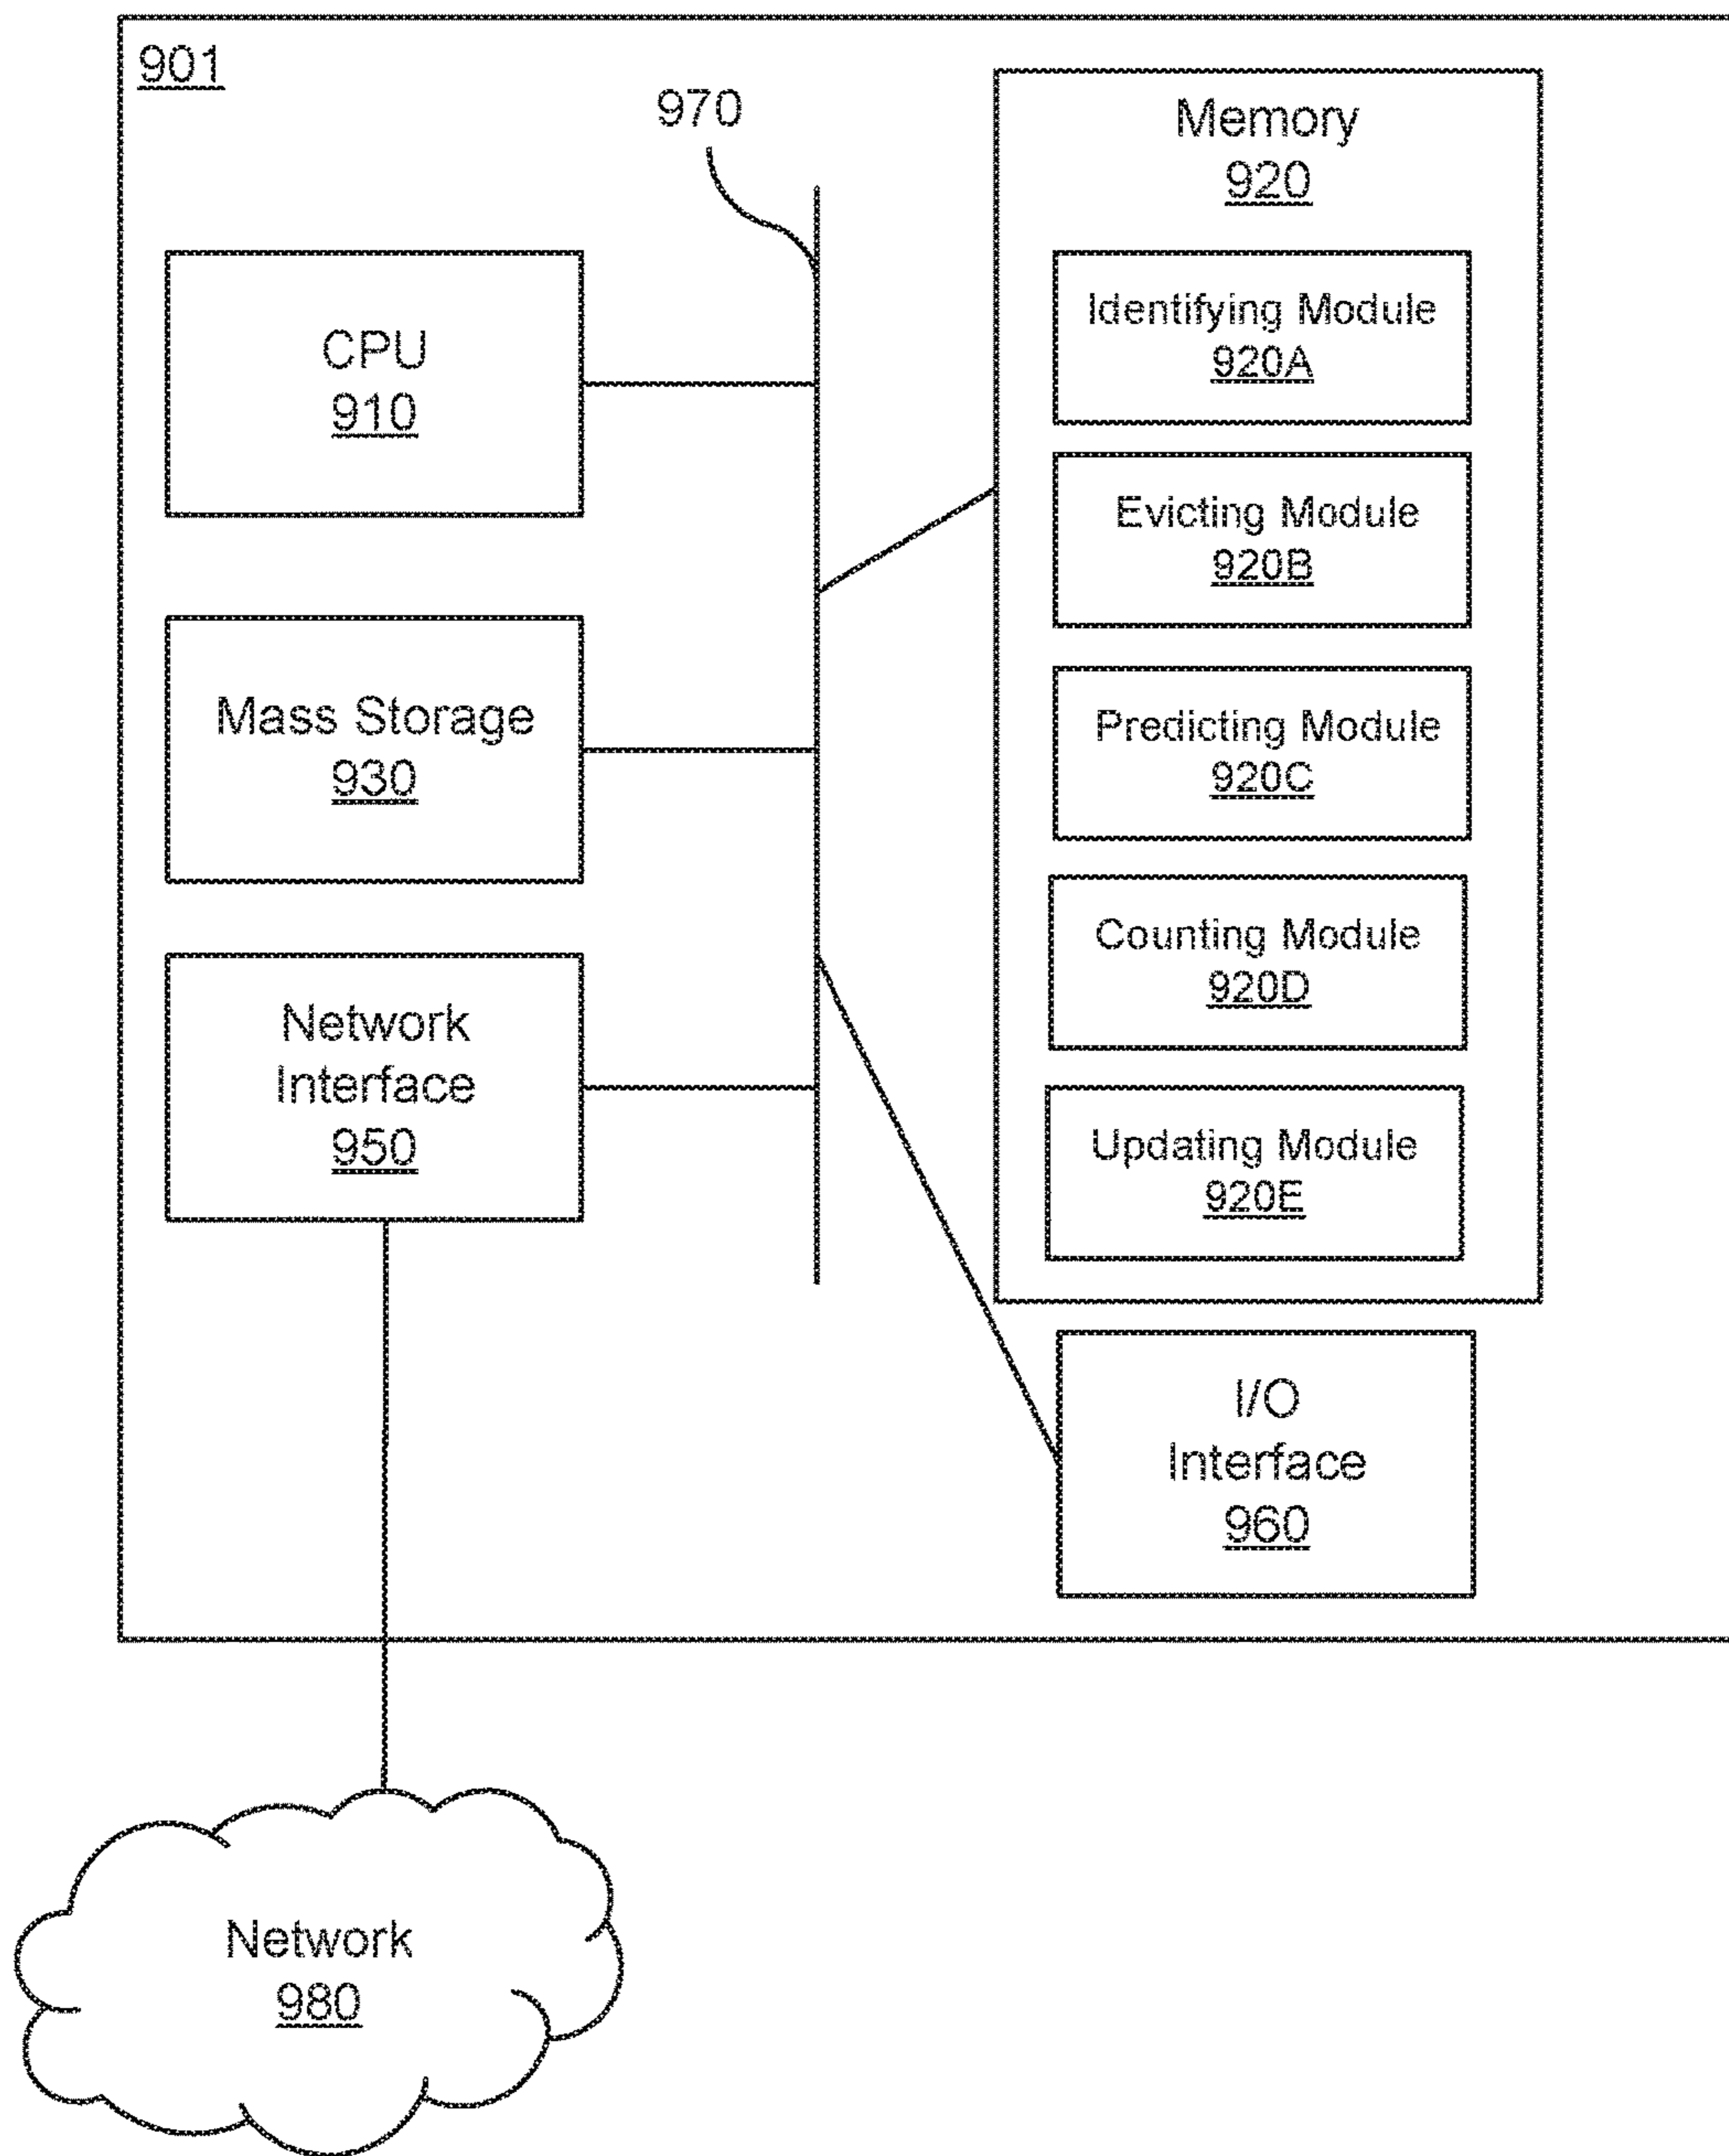 901
970
Memory
920
Identifying Module
920A
CPU
910
Evicting Module
920B
Mass Storage
930
Predicting Module
920C
Counting Module
920D
Network
Interface
950
Updating Module
920E
I/O
Interface
960
Network
980